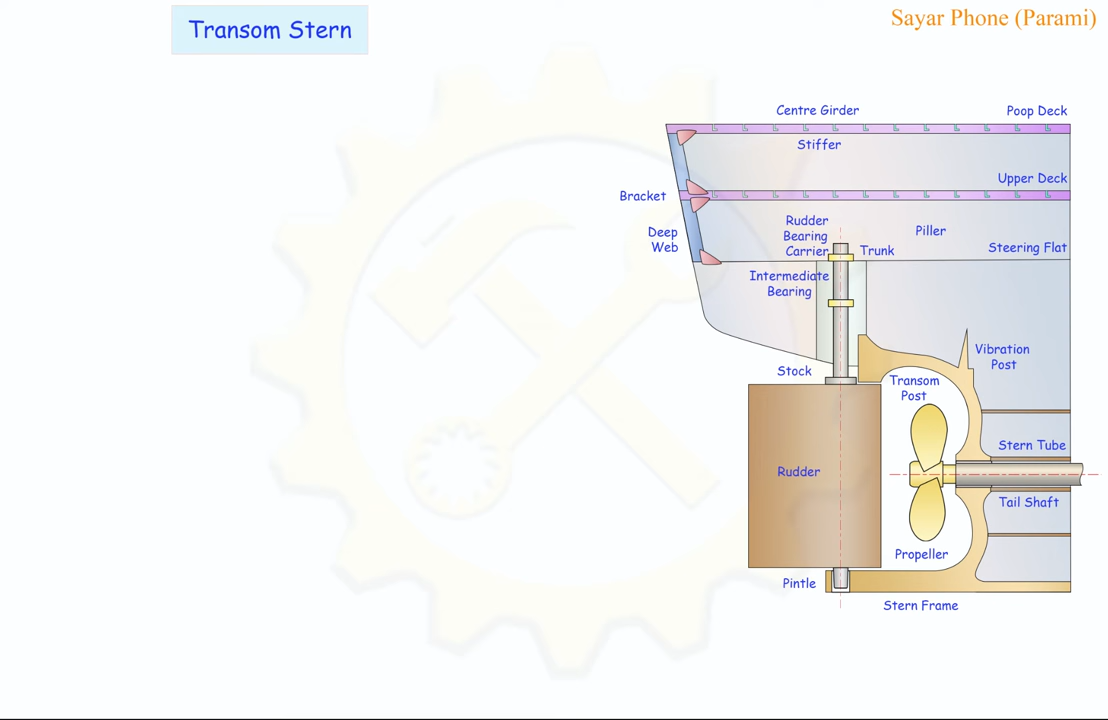 Transom Stern
Sayar Phone (Parami)
Centre Girder
Poop Deck
Stiffer
Upper Deck
Bracket
Deep
Web
Rudder
Bearing
Carrier
Trunk
Piller
Steering Flat
Intermediate
Bearing
Vibration
Post
Stock
Transom
Post
Stern Tube
Rudder
Tail Shaft
Propeller
Pintle
Stern Frame